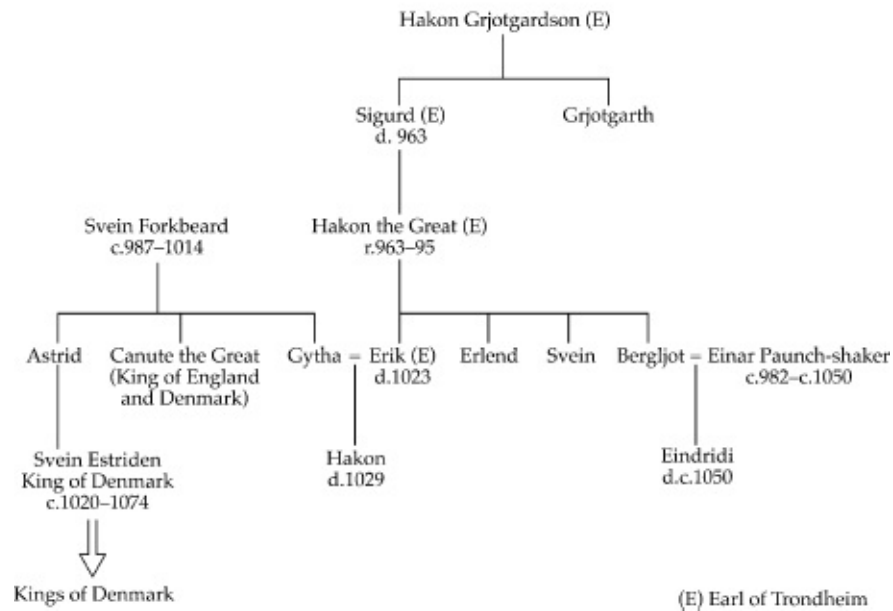 Hakon Grjotgardson (E)
Sigurd (E)
d. 963
Grjotgarth
Svein Forkbeard
c.987–1014
Hakon the Great (E)
r.963–95
Astrid
Canute the Great
(King of England
and Denmark)
Gytha = Erik (E)
d.1023
Erlend
Svein
Bergljot = Einar Paunch-shaker
c.982–c.1050
Svein Estriden
King of Denmark
c.1020–1074
Hakon
d.1029
Eindridi
d.c.1050
Kings of Denmark
(E) Earl of Trondheim